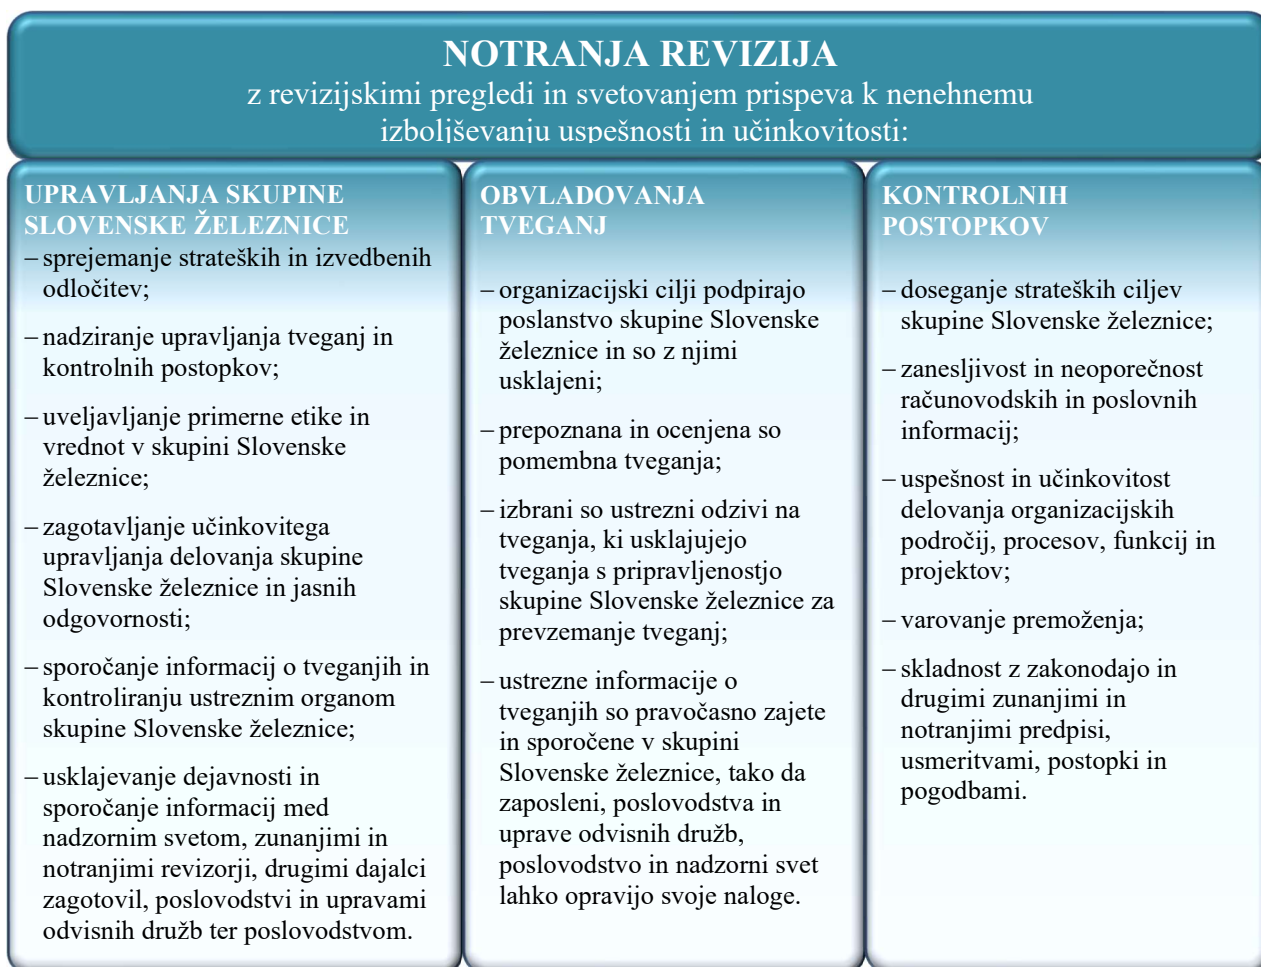 NOTRANJA REVIZIJA
z revizijskimi pregledi in svetovanjem prispeva k nenehnemu
izboljševanju uspešnosti in učinkovitosti:
UPRAVLJANJA SKUPINE
SLOVENSKE ŽELEZNICE
– sprejemanje strateških in izvedbenih
odločitev;
– nadziranje upravljanja tveganj in
kontrolnih postopkov;
– uveljavljanje primerne etike in
vrednot v skupini Slovenske
železnice;
– zagotavljanje učinkovitega
upravljanja delovanja skupine
Slovenske železnice in jasnih
odgovornosti;
– sporočanje informacij o tveganjih in
kontroliranju ustreznim organom
skupine Slovenske železnice;
– usklajevanje dejavnosti in
sporočanje informacij med
nadzornim svetom, zunanjimi in
notranjimi revizorji, drugimi dajalci
zagotovil, poslovodstvi in upravami
odvisnih družb ter poslovodstvom.
OBVLADOVANJA
TVEGANJ
– organizacijski cilji podpirajo
poslanstvo skupine Slovenske
železnice in so z njimi
usklajeni;
– prepoznana in ocenjena so
pomembna tveganja;
– izbrani so ustrezni odzivi na
tveganja, ki usklajujejo
tveganja s pripravljenostjo
skupine Slovenske železnice za
prevzemanje tveganj;
– ustrezne informacije o
tveganjih so pravočasno zajete
in sporočene v skupini
Slovenske železnice, tako da
zaposleni, poslovodstva in
uprave odvisnih družb,
poslovodstvo in nadzorni svet
lahko opravijo svoje naloge.
KONTROLNIH
POSTOPKOV
– doseganje strateških ciljev
skupine Slovenske železnice;
– zanesljivost in neoporečnost
računovodskih in poslovnih
informacij;
– uspešnost in učinkovitost
delovanja organizacijskih
področij, procesov, funkcij in
projektov;
– varovanje premoženja;
– skladnost z zakonodajo in
drugimi zunanjimi in
notranjimi predpisi,
usmeritvami, postopki in
pogodbami.